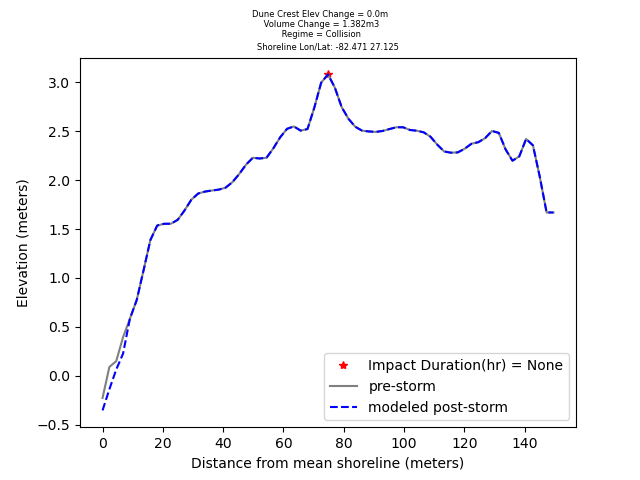 Dune Crest Elev Change = 0.0m
Volume Change = 1.382m3
Regime = Collision
Shoreline Lon/Lat: -82.471 27.125
3.0
2.5
2.0
1.5
1.0
0.5
0.0
−0.5
Elevation (meters)
Impact Duration(hr) = None
pre-storm
modeled post-storm
0 20 40 60 80 100 120 140
Distance from mean shoreline (meters)